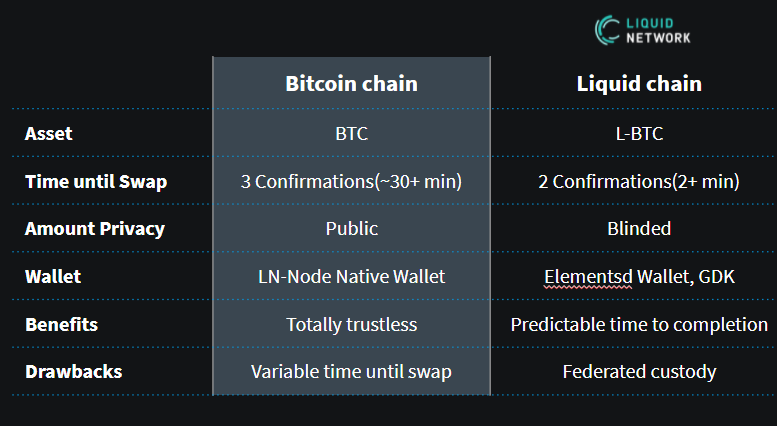 LIQUID
NETWORK
Bitcoin chain Liquid chain
Asset BTC L-BTC
Time until Swap 3 Confirmations(~30+ min) 2 Confirmations(2+ min)
Amount Privacy Public Blinded
Wallet LN-Node Native Wallet Elementsd Wallet, GDK
Benefits Totally trustless Predictable time to completion
Drawbacks Variable time until swap Federated custody